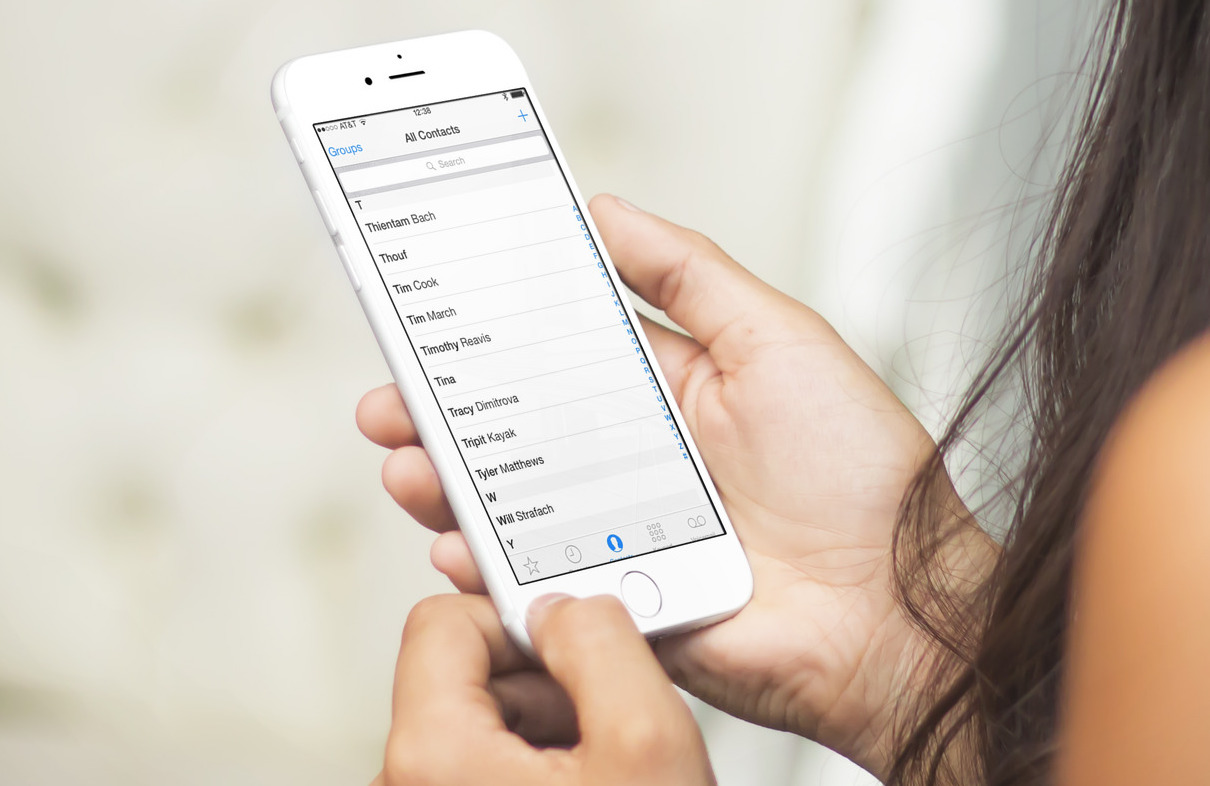 AT&T 12:38
Groups All Contacts +
Search
T
Thientam Bach
Thouf
Tim Cook
Tim March
Timothy Reavis
Tina
Tracy Dimitrova
Tripit Kayak
Tyler Matthews
W
Will Strafach
Y
A
B
C
D
E
F
G
H
I
J
K
L
M
N
O
P
Q
R
S
T
U
V
W
X
Y
Z
#